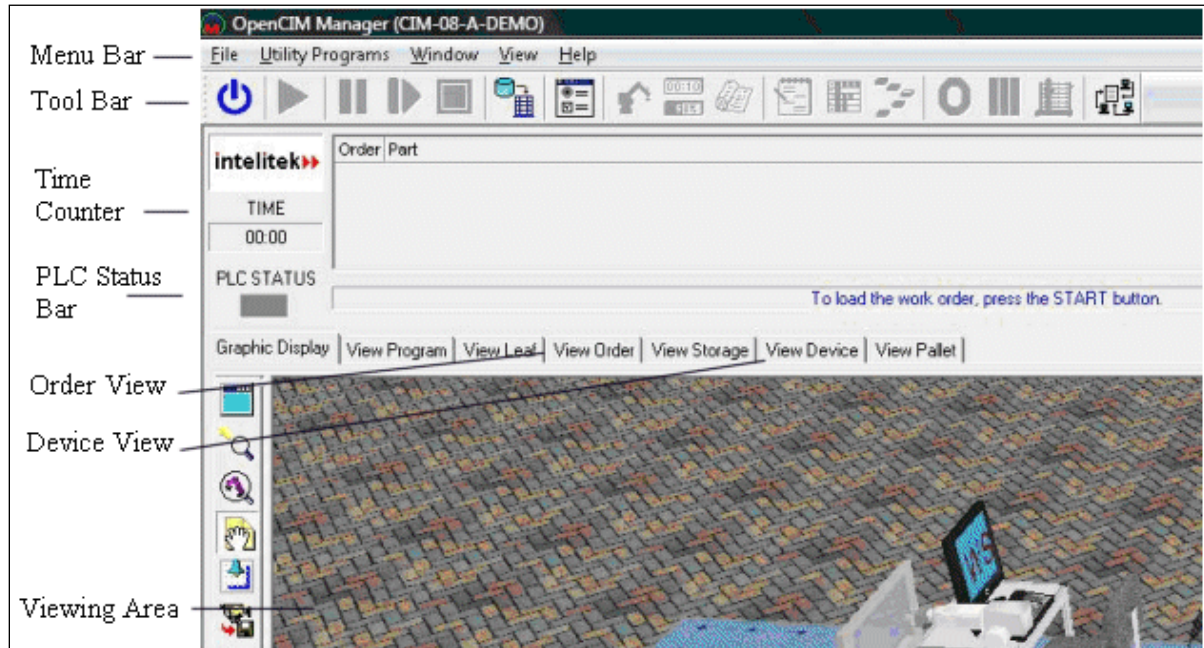 OpenCIM Manager (CIM-08-A-DEMO)
Menu Bar
File Utility Programs Window View Help
Tool Bar
00:10
intelitek
Order Part
Time
Counter
TIME
00:00
PLC Status
Bar
PLC STATUS
To load the work order, press the START button.
Graphic Display View Program View Leaf View Order View Storage View Device View Pallet
Order View
Device View
Viewing Area